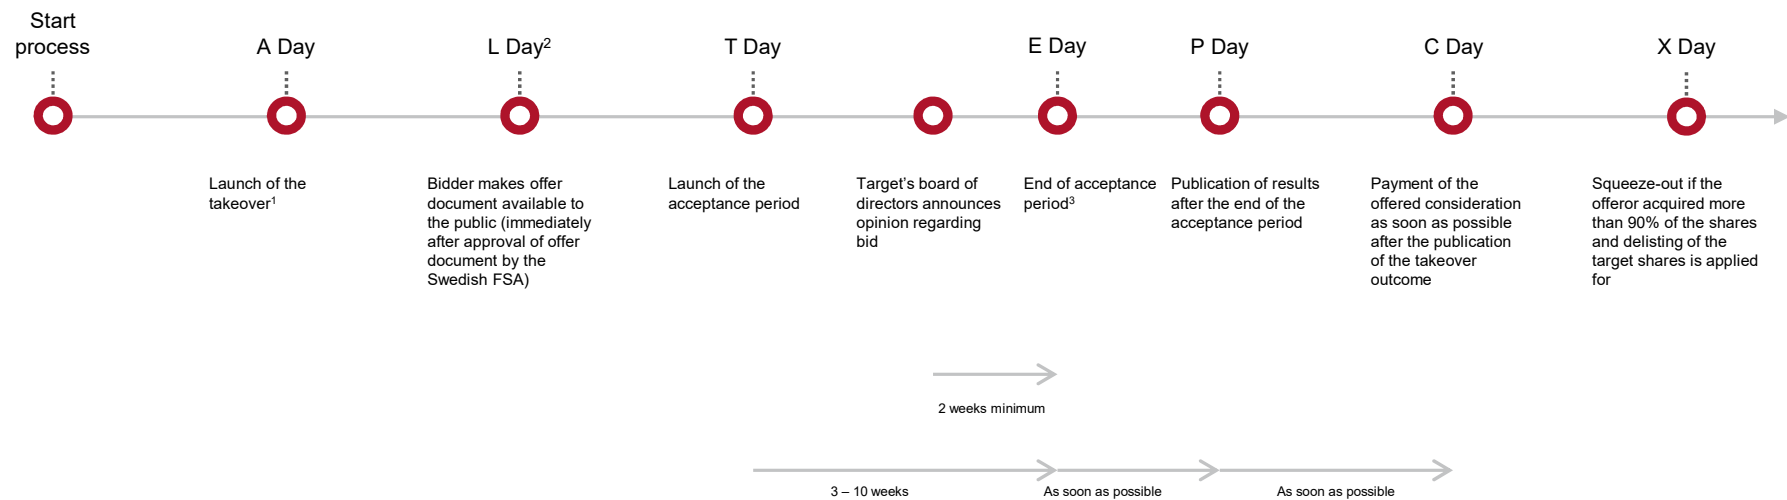 Start
process
A Day
L Day²
T Day
E Day
P Day
C Day
X Day
Launch of the
takeover¹
Bidder makes offer
document available to
the public (immediately
after approval of offer
document by the
Swedish FSA)
Launch of the
acceptance period
Target’s board of
directors announces
opinion regarding
bid
End of acceptance
period³
Publication of results
after the end of the
acceptance period
Payment of the
offered consideration
as soon as possible
after the publication
of the takeover
outcome
Squeeze-out if the
offeror acquired more
than 90% of the shares
and delisting of the
target shares is applied
for
2 weeks minimum
3 – 10 weeks
As soon as possible
As soon as possible